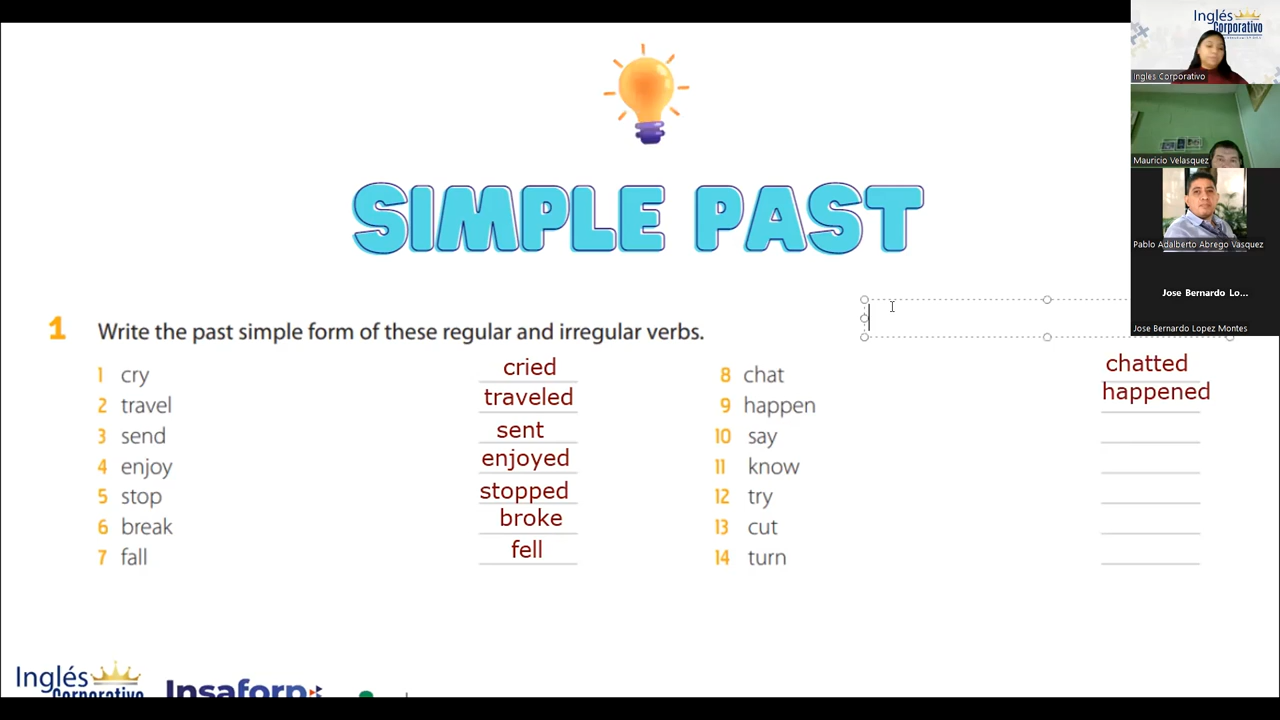 SIMPLE PAST
1 Write the past simple form of these regular and irregular verbs.
1 cry cried
2 travel traveled
3 send sent
4 enjoy enjoyed
5 stop stopped
6 break broke
7 fall fell
8 chat chatted
9 happen happened
10 say
11 know
12 try
13 cut
14 turn
Inglés
Corporativo
Insaforp
Inglés
Corporativo
Ingles Corporativo
Mauricio Velasquez
Pablo Adalberto Abrego Vasquez
Jose Bernardo Lo...
Jose Bernardo Lopez Montes